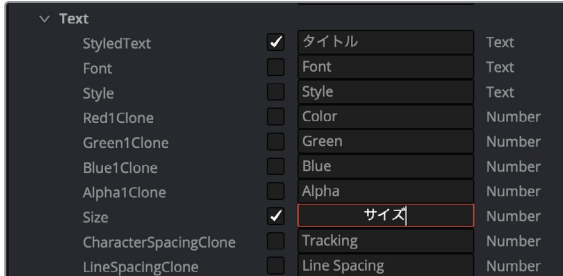 Text
StyledText タイトル Text
Font Font Text
Style Style Text
Red1Clone Color Number
Green1Clone Green Number
Blue1Clone Blue Number
Alpha1Clone Alpha Number
Size サイズ Number
CharacterSpacingClone Tracking Number
LineSpacingClone Line Spacing Number